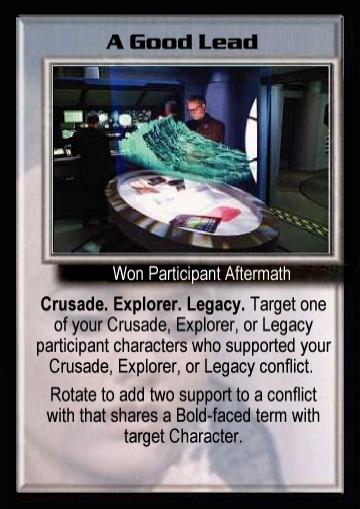 A Good Lead
Won Participant Aftermath
Crusade. Explorer. Legacy. Target one
of your Crusade, Explorer, or Legacy
participant characters who supported your
Crusade, Explorer, or Legacy conflict.
Rotate to add two support to a conflict
with that shares a Bold-faced term with
target Character.